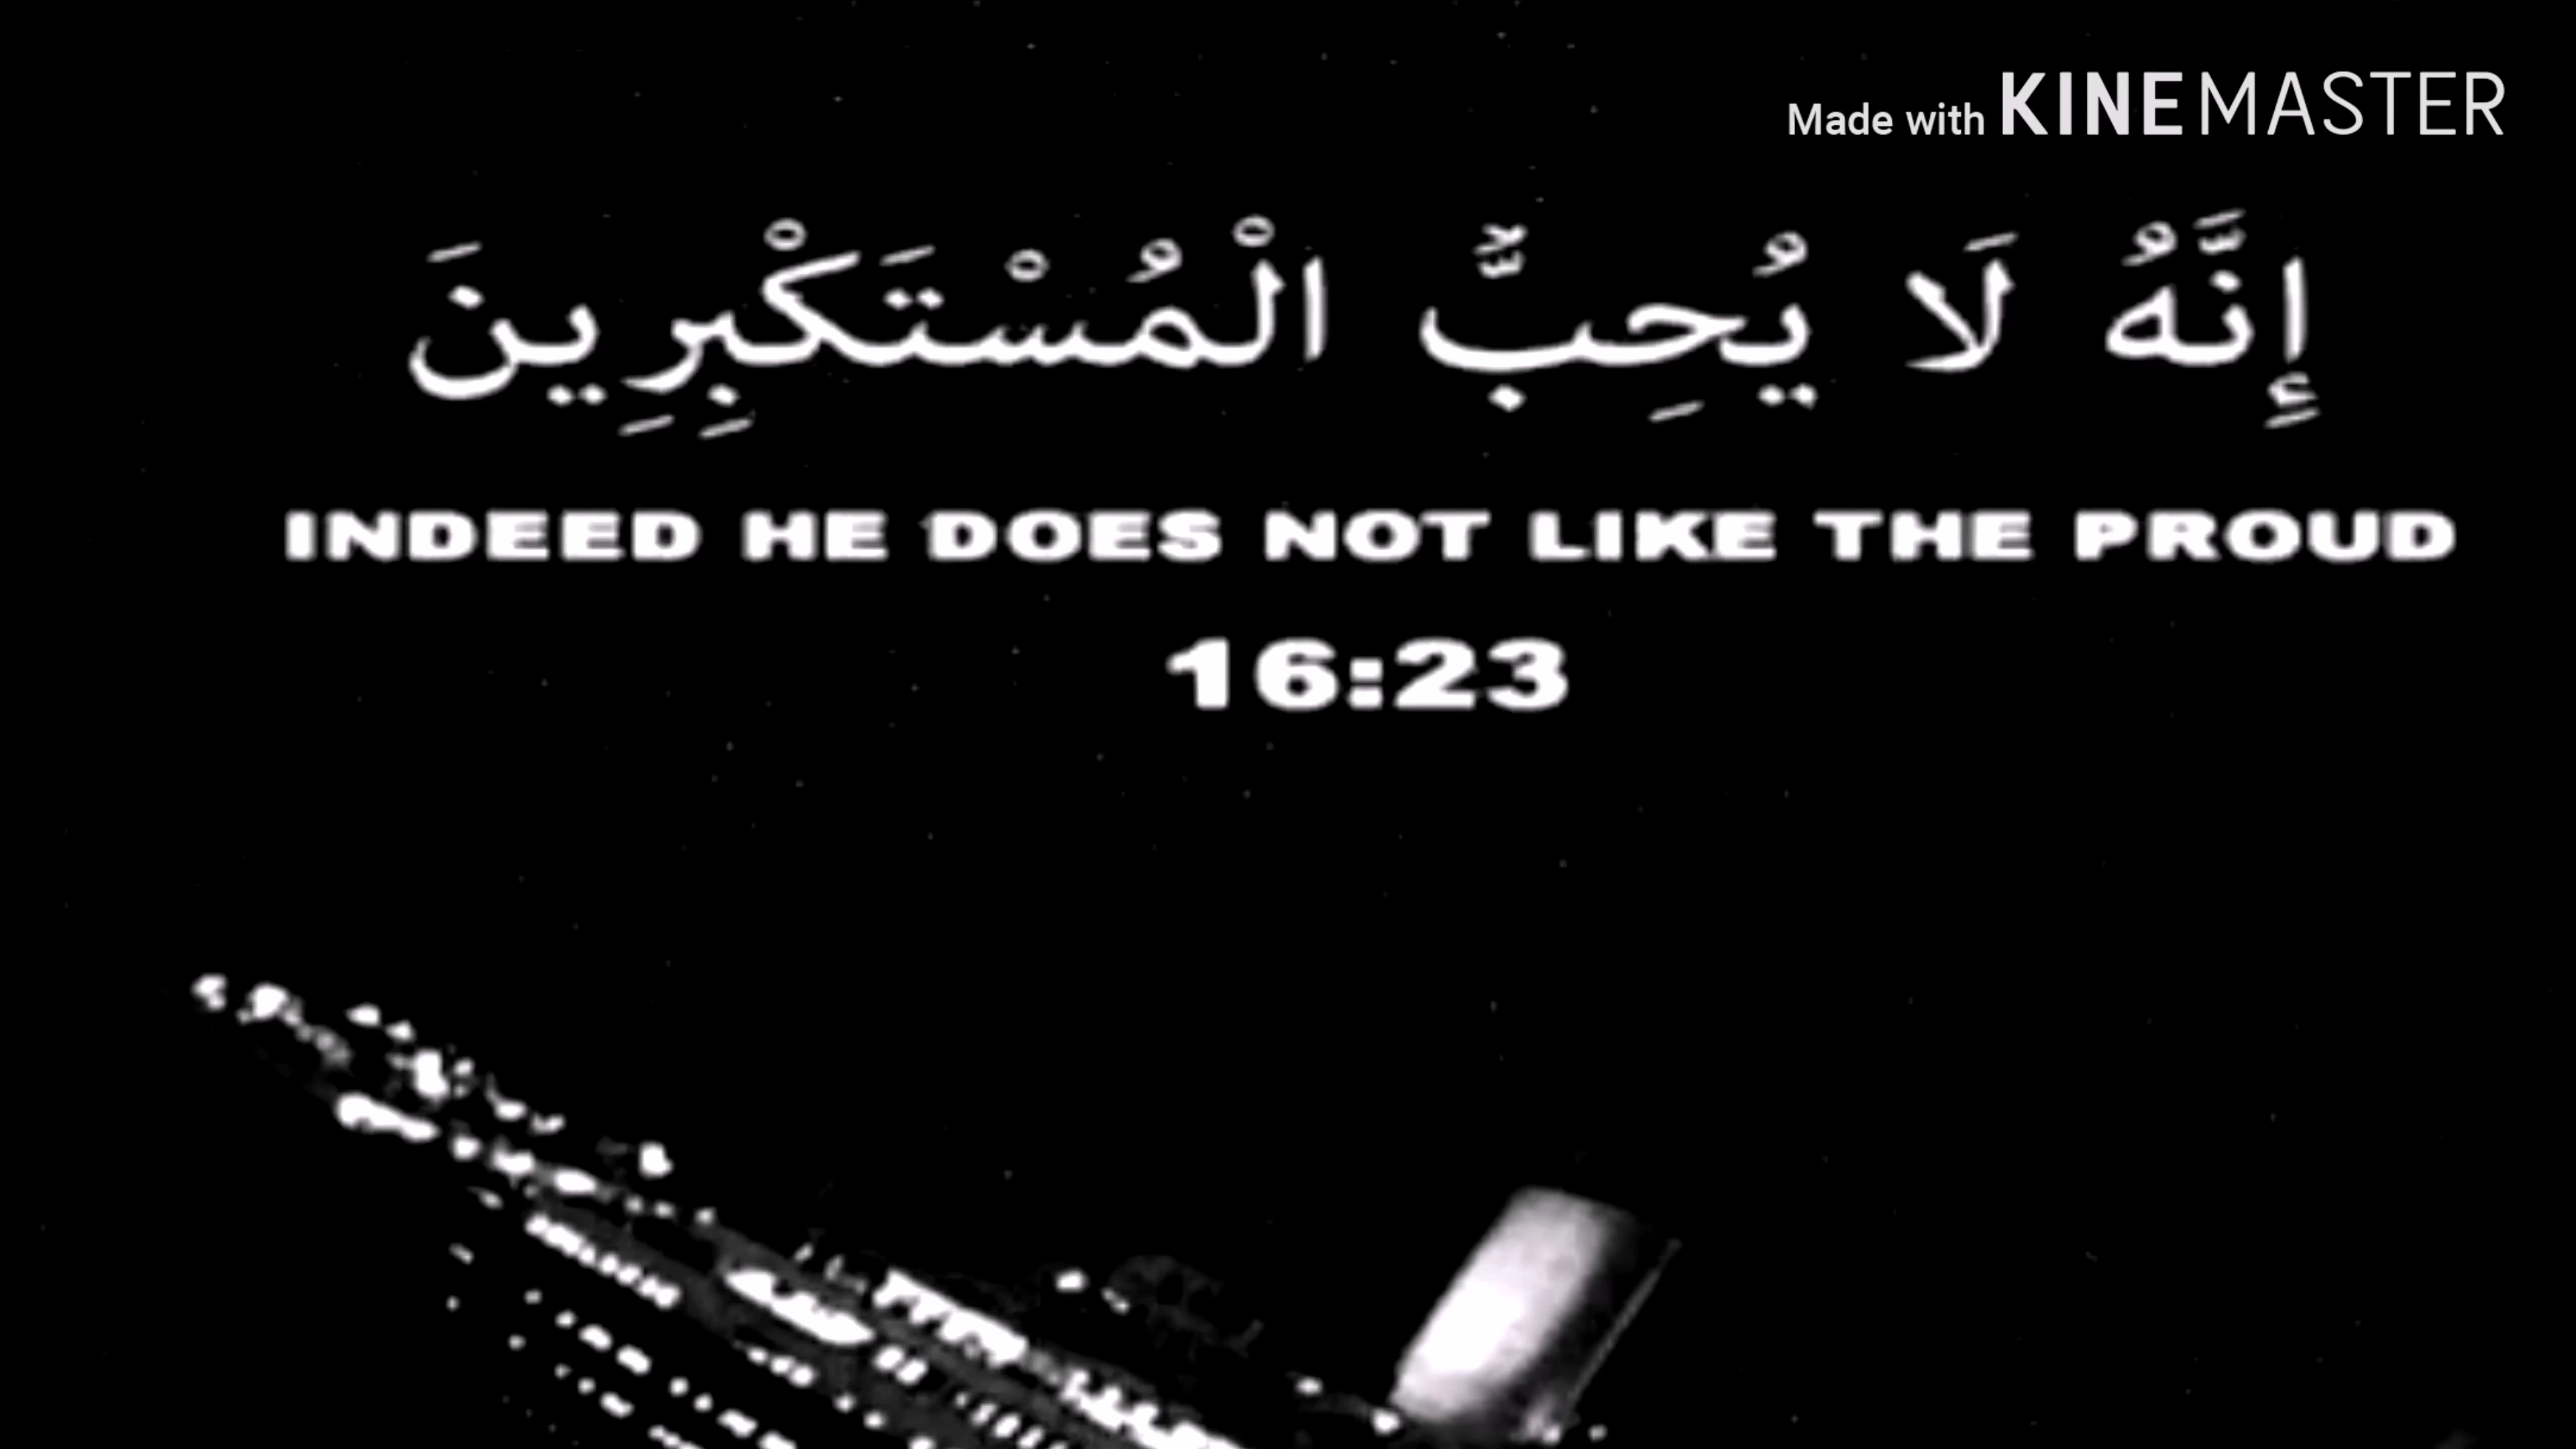 Made with KINEMASTER
إِنَّهُ لَا يُحِبُّ الْمُسْتَكْبِرِينَ
INDEED HE DOES NOT LIKE THE PROUD
16:23